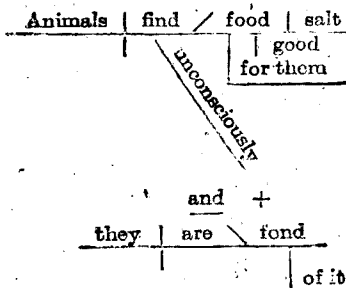 Animals find food salt
good
for them
unconsciously
and +
they are fond
of it